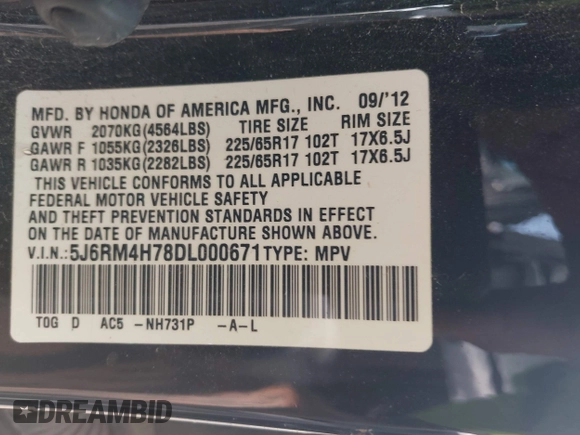 MFD. BY HONDA OF AMERICA MFG., INC. 09/'12
GVWR 2070KG(4564LBS) TIRE SIZE RIM SIZE
GAWR F 1055KG(2326LBS) 225/65R17 102T 17X6.5J
GAWR R 1035KG(2282LBS) 225/65R17 102T 17X6.5J
THIS VEHICLE CONFORMS TO ALL APPLICABLE
FEDERAL MOTOR VEHICLE SAFETY
AND THEFT PREVENTION STANDARDS IN EFFECT
ON THE DATE OF MANUFACTURE SHOWN ABOVE.
V.I.N.:5J6RM4H78DL000671 TYPE: MPV
T0G D AC5 -NH731P -A-L
DREAMBID